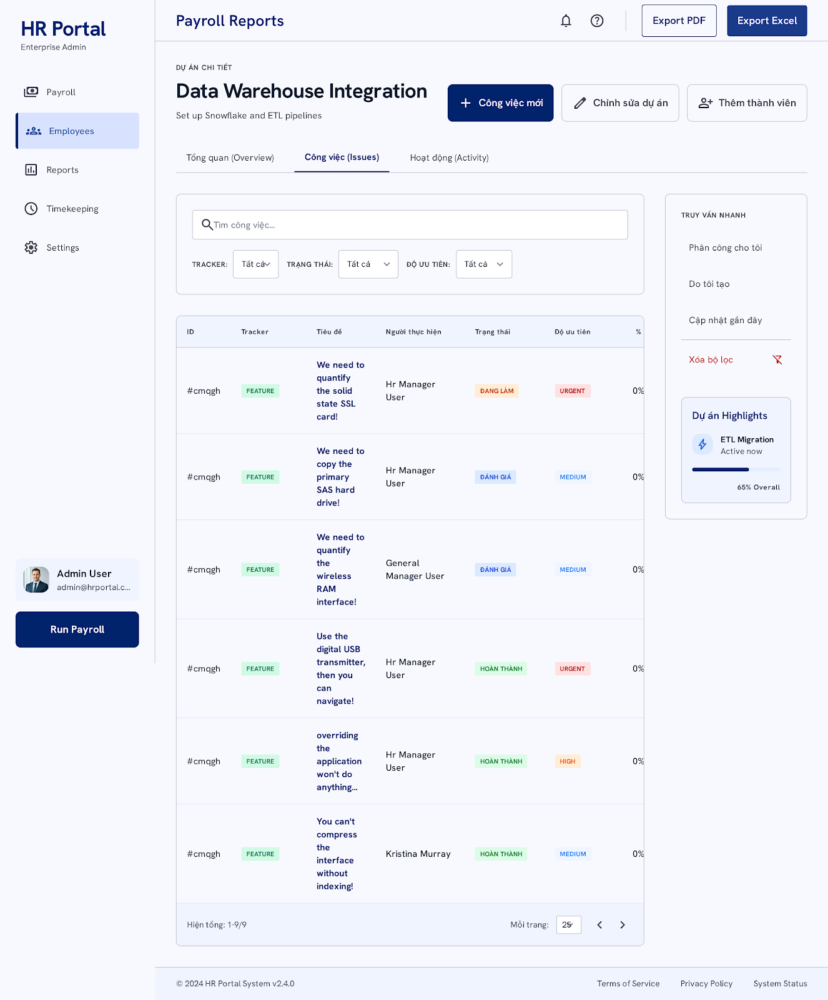 HR Portal
Enterprise Admin
Payroll
Employees
Reports
Timekeeping
Settings
Admin User
admin@hrportal.c...
Run Payroll
Payroll Reports
Export PDF
Export Excel
DỰ ÁN CHI TIẾT
Data Warehouse Integration
Set up Snowflake and ETL pipelines
Công việc mới
Chỉnh sửa dự án
Thêm thành viên
Tổng quan (Overview)
Công việc (Issues)
Hoạt động (Activity)
Tìm công việc...
TRACKER:
Tất cả
TRẠNG THÁI:
Tất cả
ĐỘ ƯU TIÊN:
Tất cả
ID Tracker Tiêu đề Người thực hiện Trạng thái Độ ưu tiên %
We need to
quantify
the solid
state SSL
card!
#cmqgh FEATURE
Hr Manager
User
ĐANG LÀM URGENT 0%
We need to
copy the
primary
SAS hard
drive!
#cmqgh FEATURE
Hr Manager
User
ĐÁNH GIÁ MEDIUM 0%
We need to
quantify
the
wireless
RAM
interface!
#cmqgh FEATURE
General
Manager User
ĐÁNH GIÁ MEDIUM 0%
Use the
digital USB
transmitter,
then you
can
navigate!
#cmqgh FEATURE
Hr Manager
User
HOÀN THÀNH URGENT 0%
overriding
the
application
won't do
anything...
#cmqgh FEATURE
Hr Manager
User
HOÀN THÀNH HIGH 0%
You can't
compress
the
interface
without
indexing!
#cmqgh FEATURE
Kristina Murray
HOÀN THÀNH MEDIUM 0%
Hiện tổng: 1-9/9
Mỗi trang:
25
TRUY VẤN NHANH
Phân công cho tôi
Do tôi tạo
Cập nhật gần đây
Xóa bộ lọc
Dự án Highlights
ETL Migration
Active now
65% Overall
© 2024 HR Portal System v2.4.0
Terms of Service
Privacy Policy
System Status